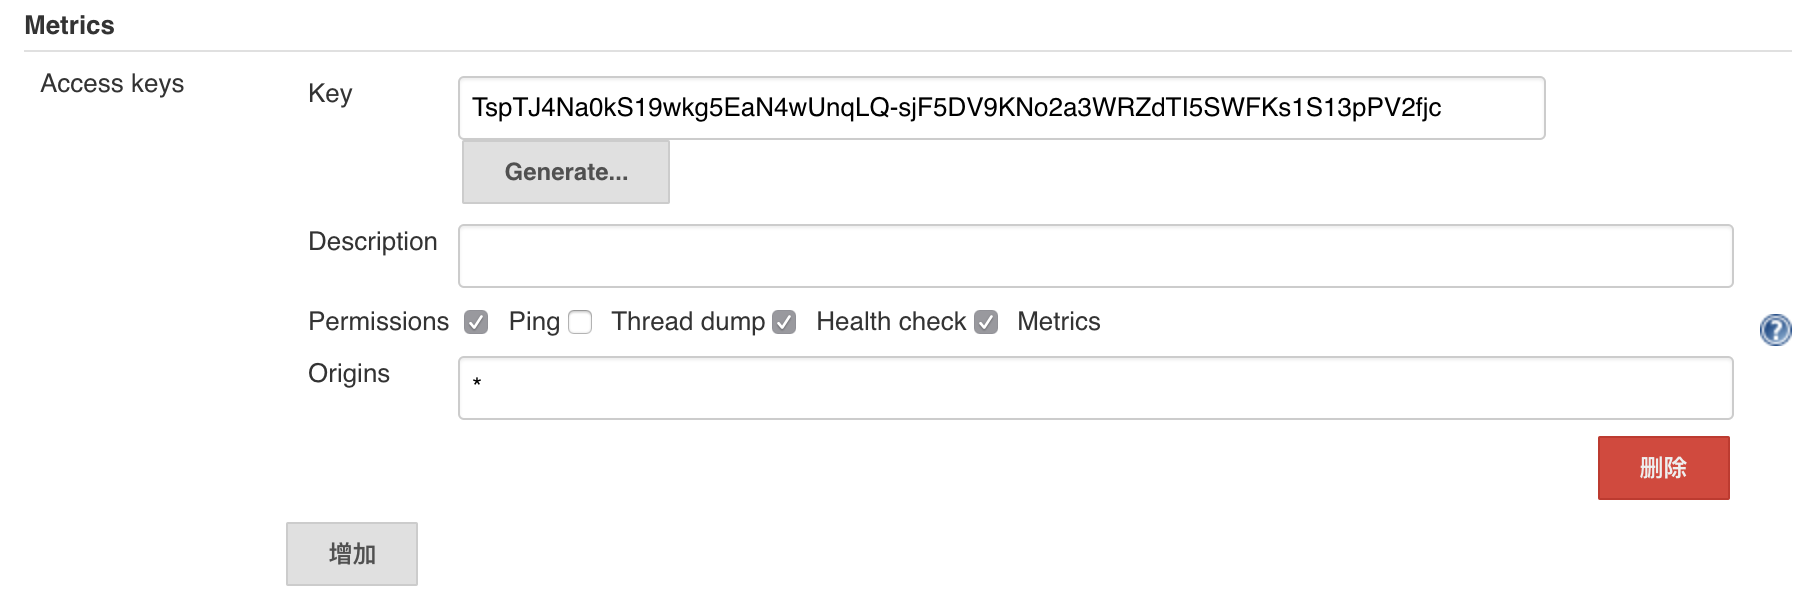 Metrics
Access keys
Key
TspTJ4Na0kS19wkg5EaN4wUnqLQ-sjF5DV9KNo2a3WRZdTI5SWFKs1S13pPV2fjc
Generate...
Description
Permissions Ping Thread dump Health check Metrics
?
Origins
*
删除
增加